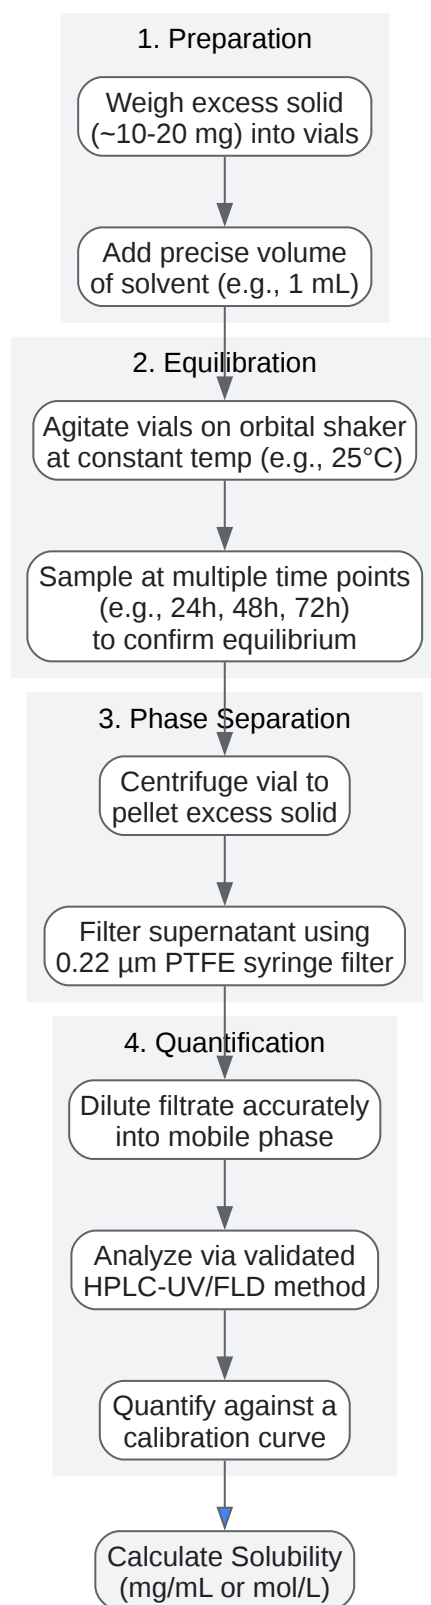 1. Preparation
Weigh excess solid
(~10-20 mg) into vials
Add precise volume
of solvent (e.g., 1 mL)
2. Equilibration
Agitate vials on orbital shaker
at constant temp (e.g., 25°C)
Sample at multiple time points
(e.g., 24h, 48h, 72h)
to confirm equilibrium
3. Phase Separation
Centrifuge vial to
pellet excess solid
Filter supernatant using
0.22 µm PTFE syringe filter
4. Quantification
Dilute filtrate accurately
into mobile phase
Analyze via validated
HPLC-UV/FLD method
Quantify against a
calibration curve
Calculate Solubility
(mg/mL or mol/L)